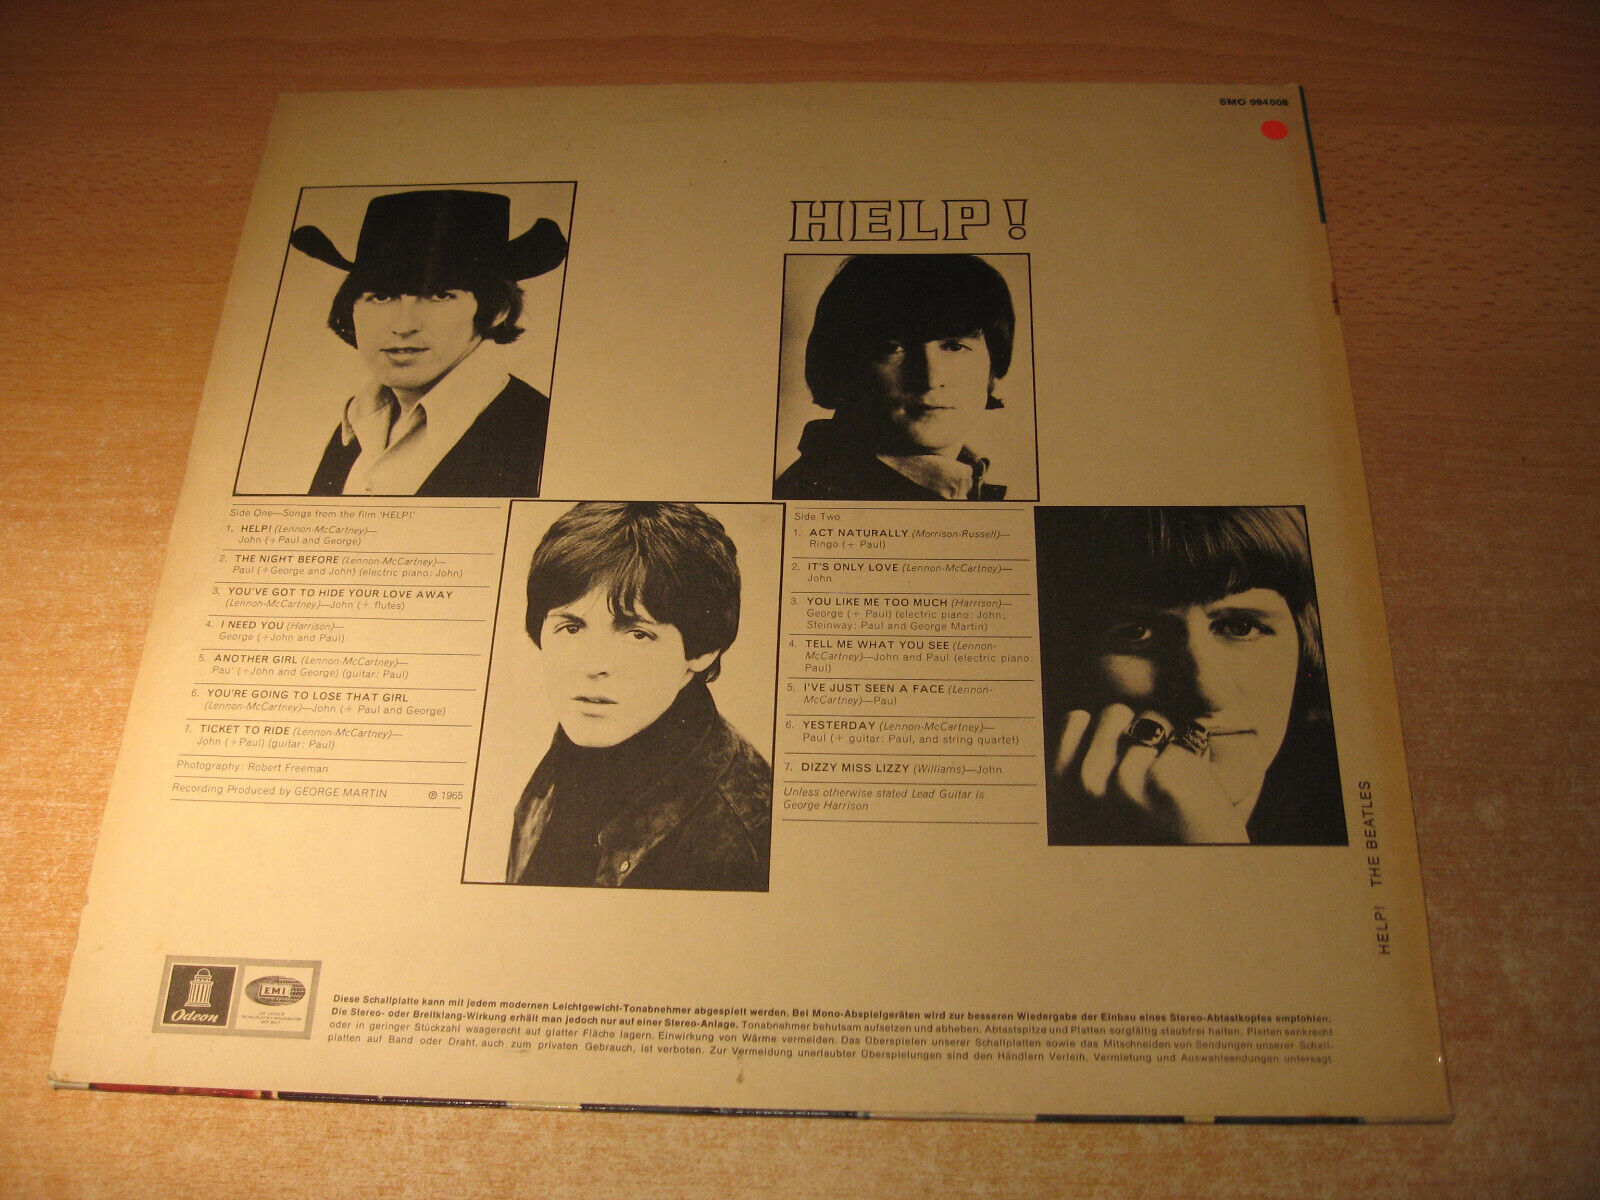 SMO 984008
HELP!
Side One—Songs from the film 'HELP!'
1. HELP! (Lennon-McCartney)—
John (+Paul and George)
2. THE NIGHT BEFORE (Lennon-McCartney)—
Paul (+George and John) (electric piano: John)
3. YOU'VE GOT TO HIDE YOUR LOVE AWAY
(Lennon-McCartney)—John (+ flutes)
4. I NEED YOU (Harrison)—
George (+John and Paul)
5. ANOTHER GIRL (Lennon-McCartney)—
Pau' (+John and George) (guitar: Paul)
6. YOU'RE GOING TO LOSE THAT GIRL
(Lennon-McCartney)—John (+ Paul and George)
7. TICKET TO RIDE (Lennon-McCartney)—
John (+Paul) (guitar: Paul)
Photography: Robert Freeman
Recording Produced by GEORGE MARTIN ℗ 1965
Side Two
1. ACT NATURALLY (Morrison-Russell)—
Ringo (+ Paul)
2. IT'S ONLY LOVE (Lennon-McCartney)—
John
3. YOU LIKE ME TOO MUCH (Harrison)—
George (+ Paul) (electric piano: John;
Steinway: Paul and George Martin)
4. TELL ME WHAT YOU SEE (Lennon-
McCartney)—John and Paul (electric piano:
Paul)
5. I'VE JUST SEEN A FACE (Lennon-
McCartney)—Paul
6. YESTERDAY (Lennon-McCartney)—
Paul (+ guitar: Paul, and string quartet)
7. DIZZY MISS LIZZY (Williams)—John
Unless otherwise stated Lead Guitar is
George Harrison
HELP! THE BEATLES
Odeon
EMI
Diese Schallplatte kann mit jedem modernen Leichtgewicht-Tonabnehmer abgespielt werden. Bei Mono-Abspielgeräten wird zur besseren Wiedergabe der Einbau eines Stereo-Abtastkopfes empfohlen.
Die Stereo- oder Breitklang-Wirkung erhält man jedoch nur auf einer Stereo-Anlage. Tonabnehmer behutsam aufsetzen und abheben. Abtastspitze und Platten sorgfältig staubfrei halten. Platten senkrecht
oder in geringer Stückzahl waagerecht auf glatter Fläche lagern. Einwirkung von Wärme vermeiden. Das Überspielen unserer Schallplatten sowie das Mitschneiden von Sendungen unserer Schall-
platten auf Band oder Draht, auch zum privaten Gebrauch, ist verboten. Zur Vermeidung unerlaubter Überspielungen sind den Händlern Verleih, Vermietung und Auswahlsendungen untersagt.